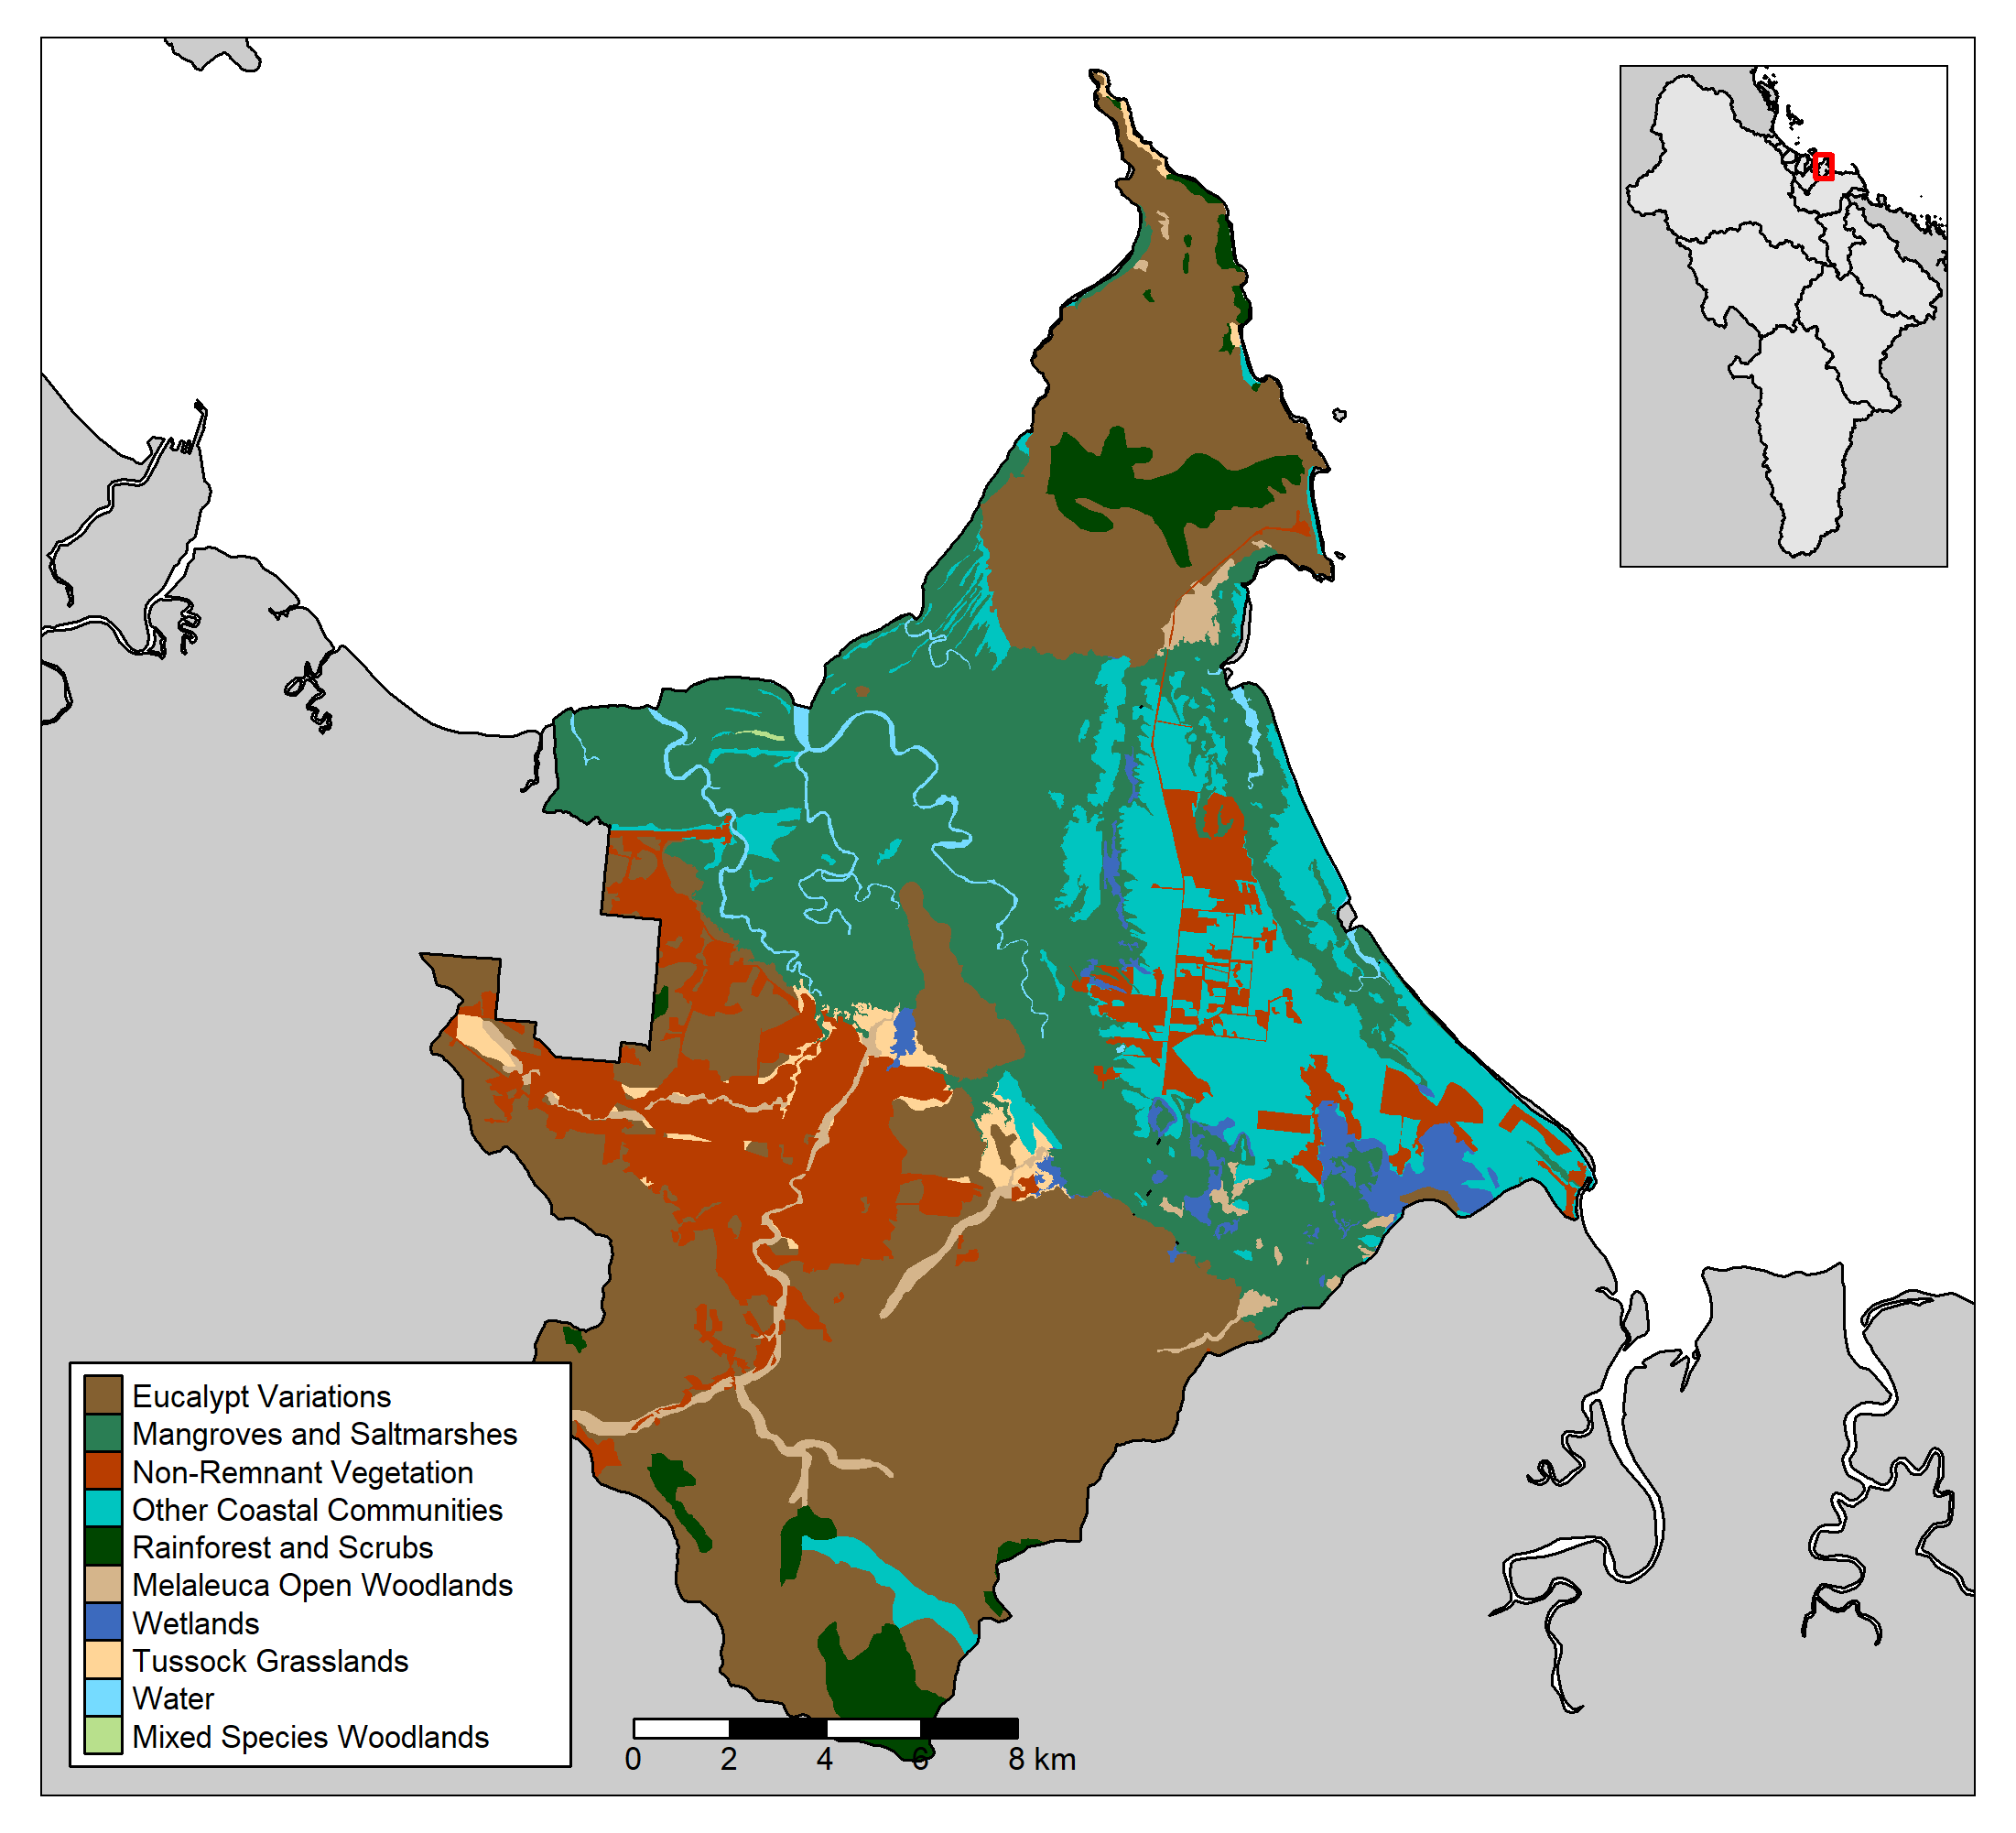 Eucalypt Variations
Mangroves and Saltmarshes
Non-Remnant Vegetation
Other Coastal Communities
Rainforest and Scrubs
Melaleuca Open Woodlands
Wetlands
Tussock Grasslands
Water
Mixed Species Woodlands
0 2 4 6 8 km